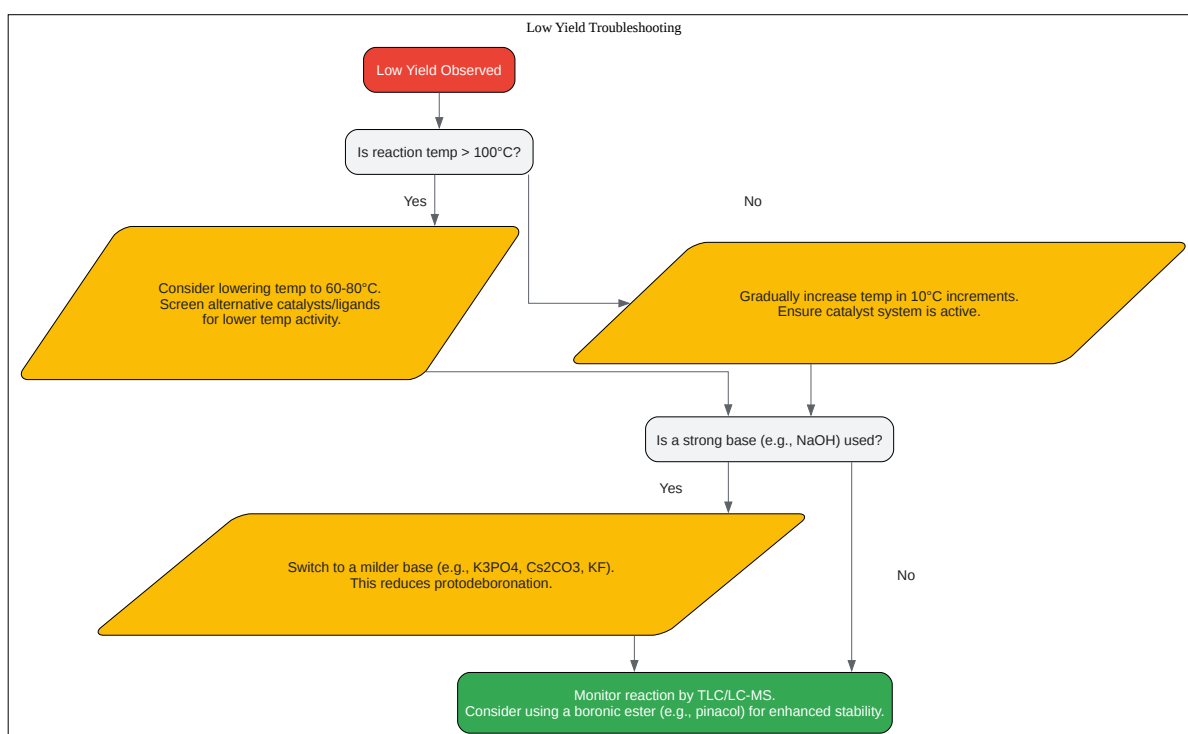 Low Yield Troubleshooting
Low Yield Observed
Is reaction temp > 100°C?
Yes
No
Consider lowering temp to 60-80°C.
Screen alternative catalysts/ligands
for lower temp activity.
Gradually increase temp in 10°C increments.
Ensure catalyst system is active.
Is a strong base (e.g., NaOH) used?
Yes
Switch to a milder base (e.g., K3PO4, Cs2CO3, KF).
This reduces protodeboronation.
No
Monitor reaction by TLC/LC-MS.
Consider using a boronic ester (e.g., pinacol) for enhanced stability.